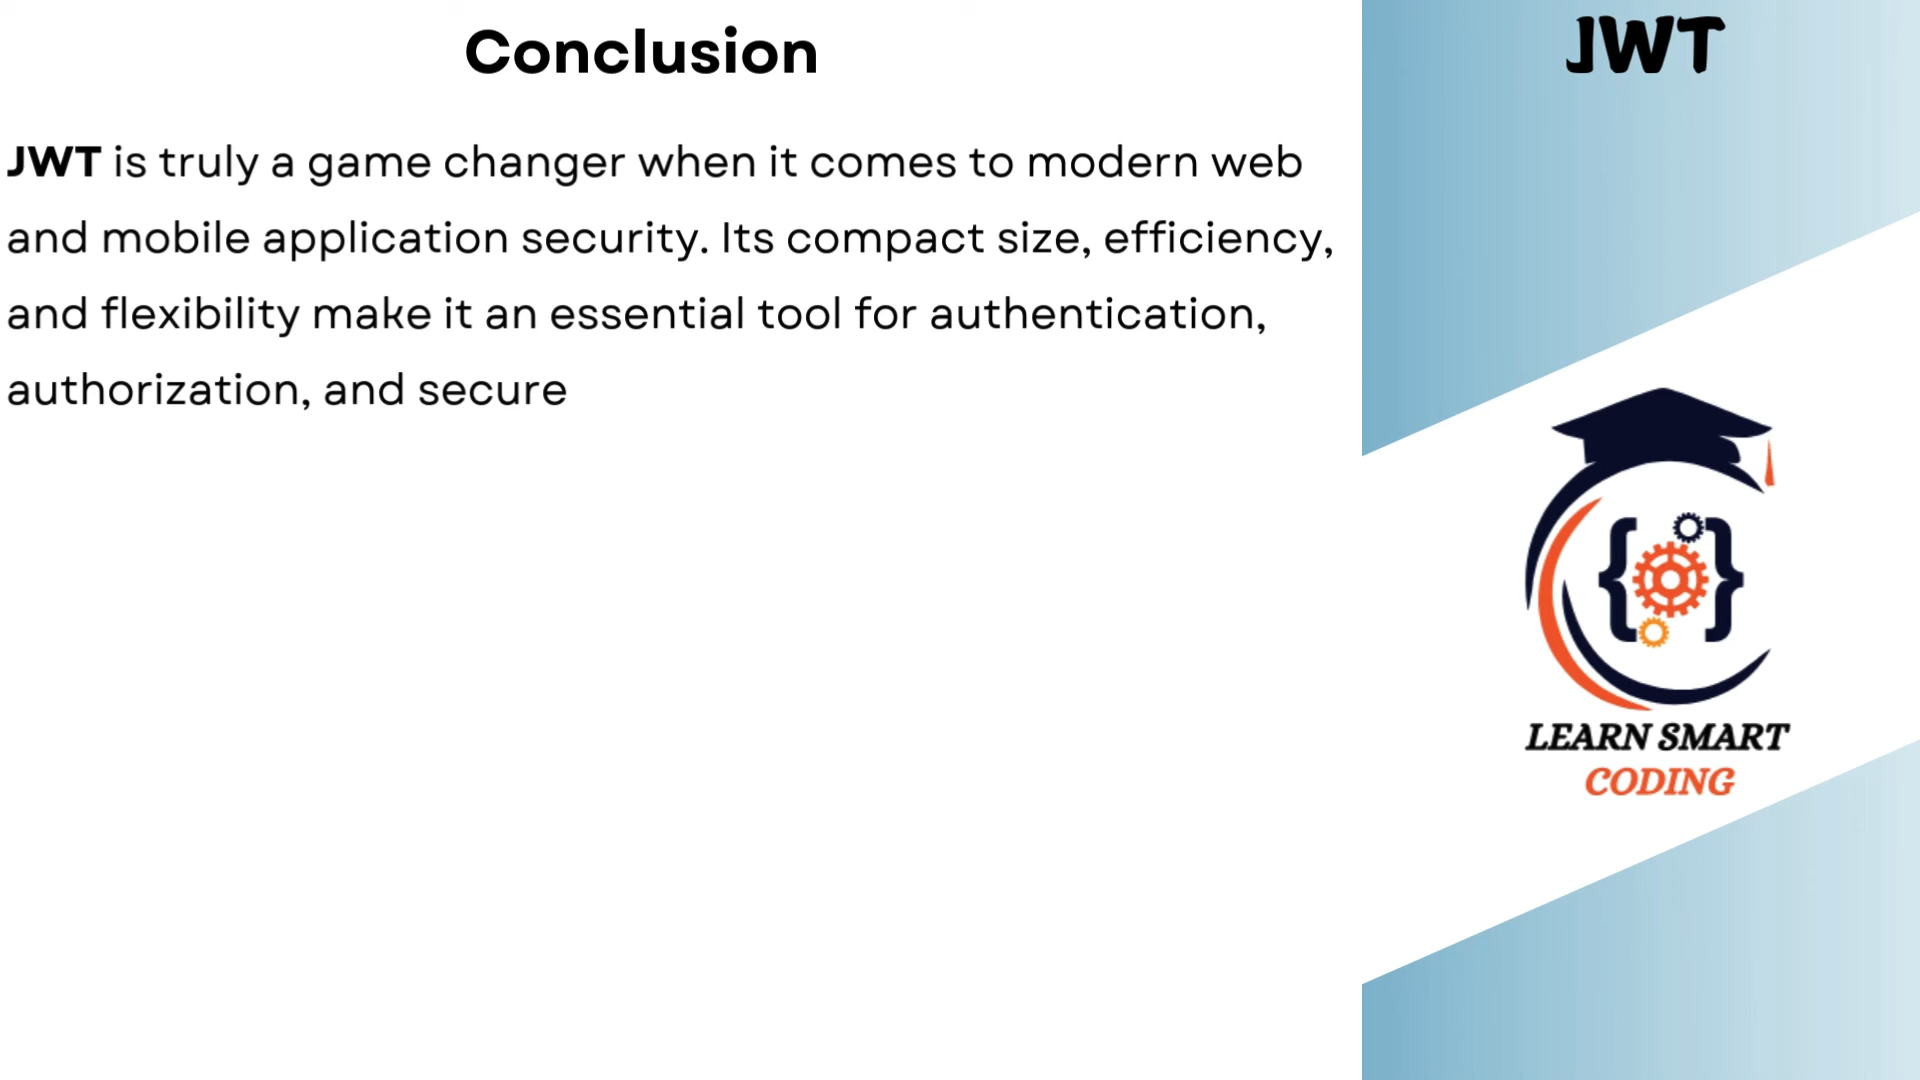 Conclusion
JWT is truly a game changer when it comes to modern web
and mobile application security. Its compact size, efficiency,
and flexibility make it an essential tool for authentication,
authorization, and secure
JWT
{ }
LEARN SMART
CODING